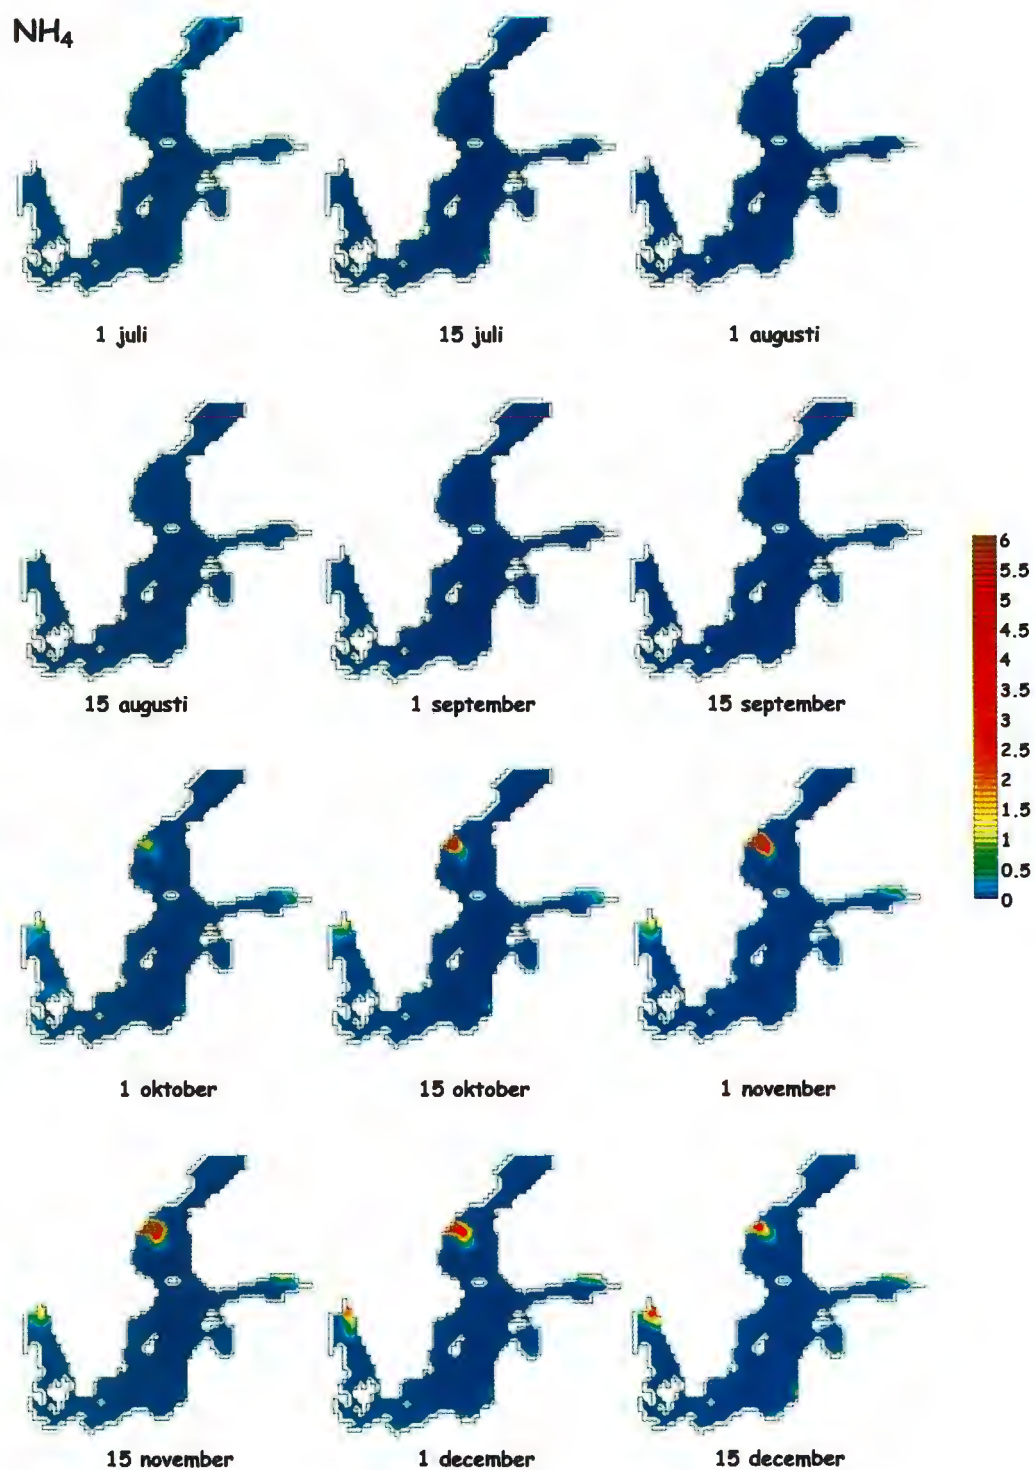 NH₄
1 juli
15 juli
1 augusti
15 augusti
1 september
15 september
6
5.5
5
4.5
4
3.5
3
2.5
2
1.5
1
0.5
0
1 oktober
15 oktober
1 november
15 november
1 december
15 december